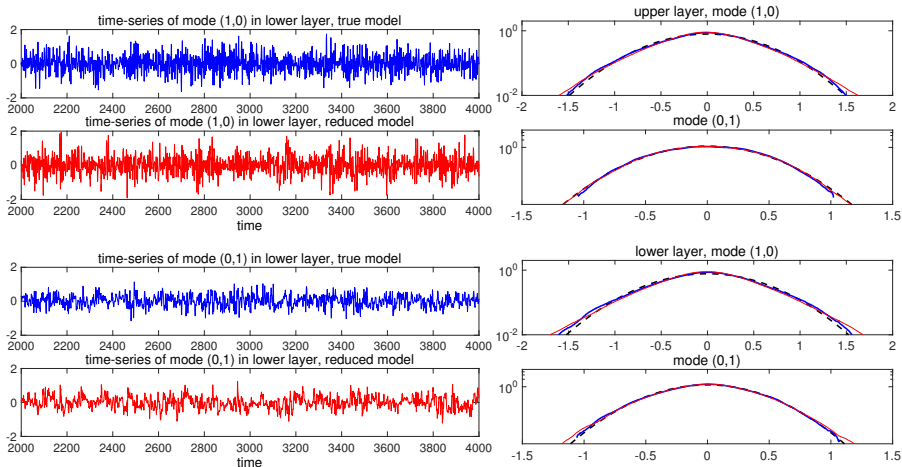 time-series of mode (1,0) in lower layer, true model
2
0
-2
2000 2200 2400 2600 2800 3000 3200 3400 3600 3800 4000
time-series of mode (1,0) in lower layer, reduced model
2
0
-2
2000 2200 2400 2600 2800 3000 3200 3400 3600 3800 4000
time
time-series of mode (0,1) in lower layer, true model
2
0
-2
2000 2200 2400 2600 2800 3000 3200 3400 3600 3800 4000
time-series of mode (0,1) in lower layer, reduced model
2
0
-2
2000 2200 2400 2600 2800 3000 3200 3400 3600 3800 4000
time
upper layer, mode (1,0)
10^0
10^-2
-2 -1.5 -1 -0.5 0 0.5 1 1.5 2
mode (0,1)
10^0
-1.5 -1 -0.5 0 0.5 1 1.5
lower layer, mode (1,0)
10^0
10^-2
-2 -1.5 -1 -0.5 0 0.5 1 1.5 2
mode (0,1)
10^0
-1.5 -1 -0.5 0 0.5 1 1.5